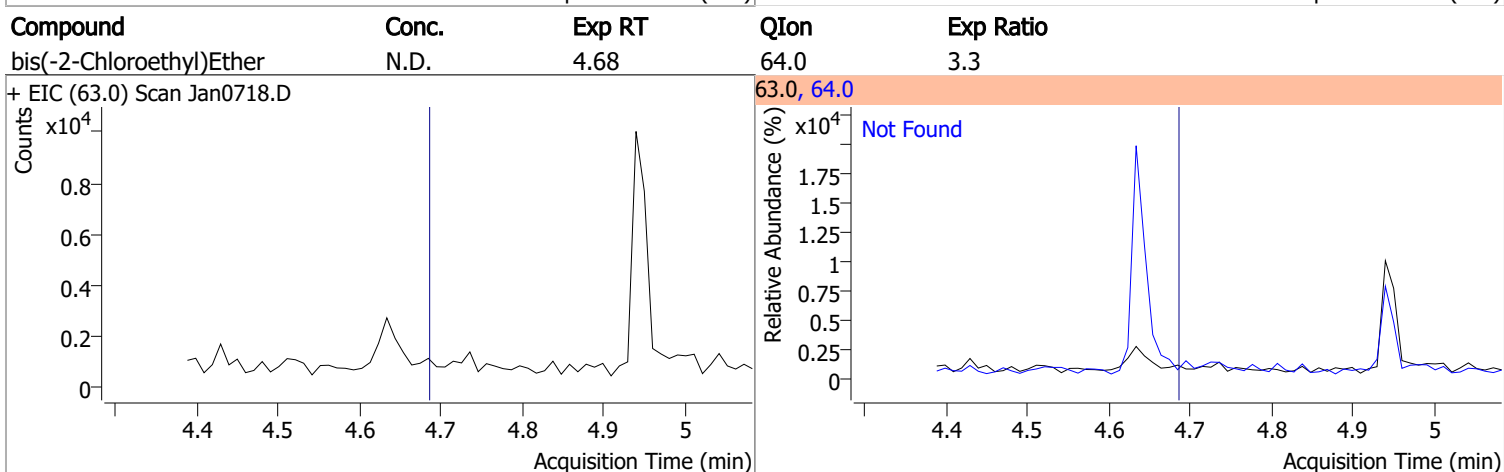 Compound Conc. Exp RT QIon Exp Ratio
bis(-2-Chloroethyl)Ether N.D. 4.68 64.0 3.3
+ EIC (63.0) Scan Jan0718.D
Counts
x10⁴
0.8
0.6
0.4
0.2
0
4.4 4.5 4.6 4.7 4.8 4.9 5
Acquisition Time (min)
63.0, 64.0
Relative Abundance (%)
x10⁴
Not Found
1.75
1.5
1.25
1
0.75
0.5
0.25
0
4.4 4.5 4.6 4.7 4.8 4.9 5
Acquisition Time (min)